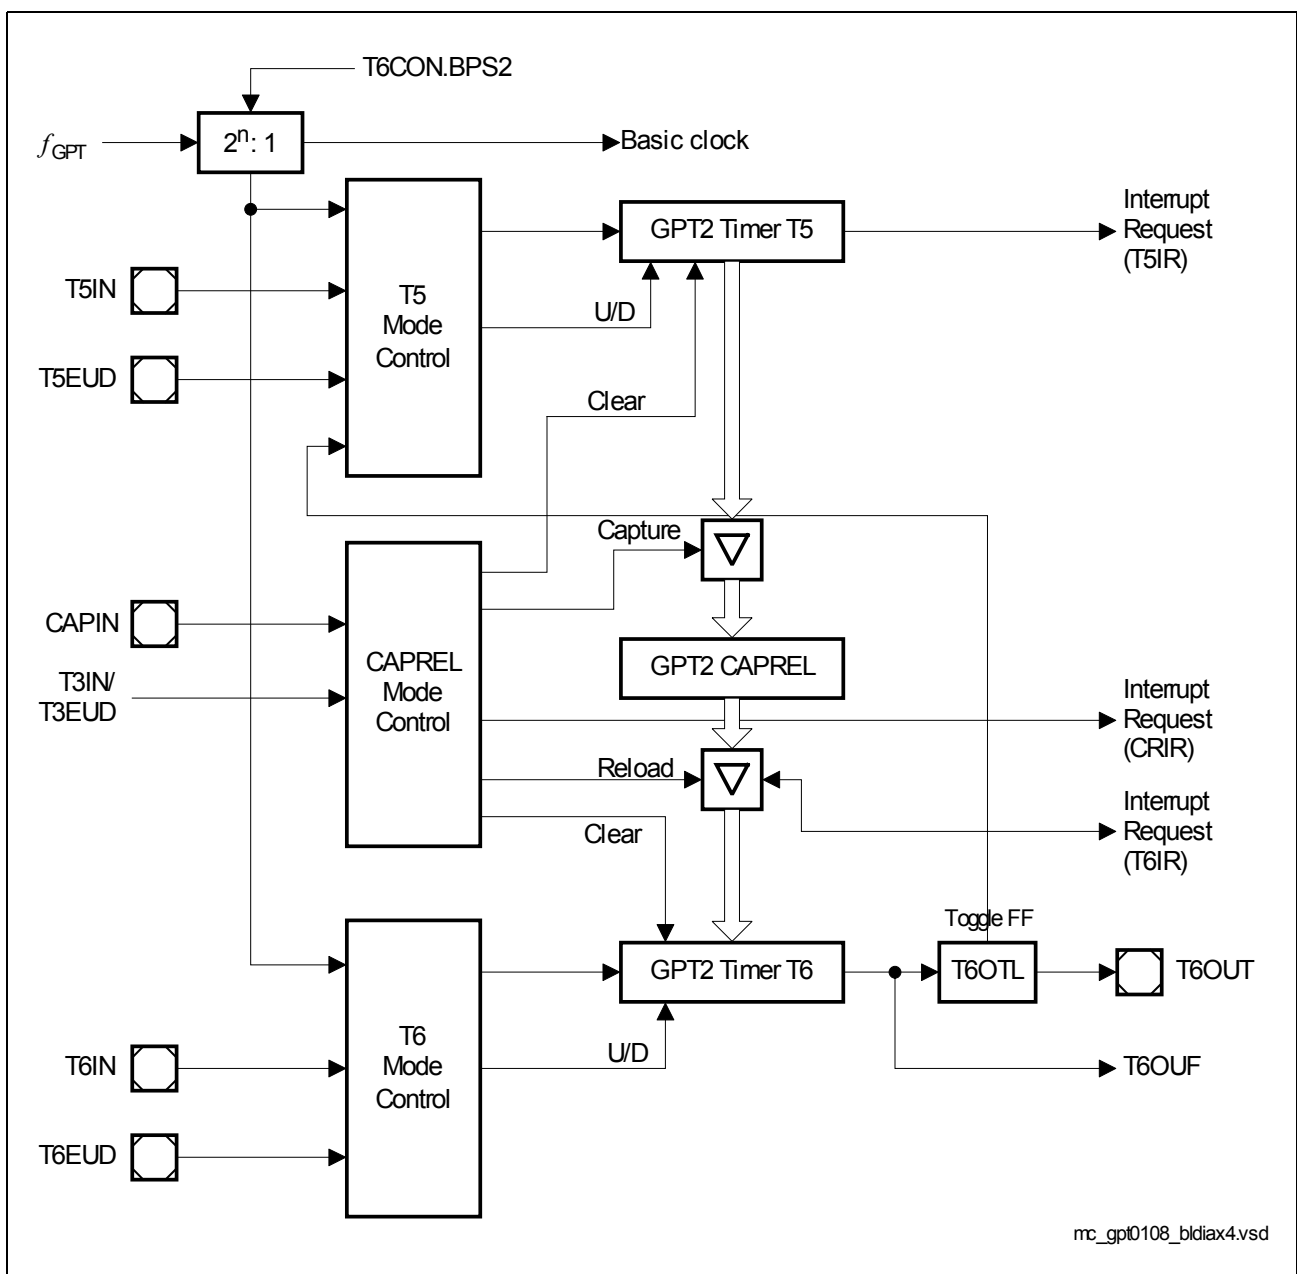 T6CON.BPS2
fGPT
2n: 1
Basic clock
Interrupt
Request
(T5IR)
GPT2 Timer T5
T5IN
T5
Mode
Control
U/D
T5EUD
Clear
Capture
CAPIN
CAPREL
Mode
Control
GPT2 CAPREL
T3IN/
T3EUD
Interrupt
Request
(CRIR)
Reload
Interrupt
Request
(T6IR)
Clear
Toggle FF
GPT2 Timer T6
T6OTL
T6OUT
T6
Mode
Control
U/D
T6IN
T6OUF
T6EUD
mc_gpt0108_bldiax4.vsd